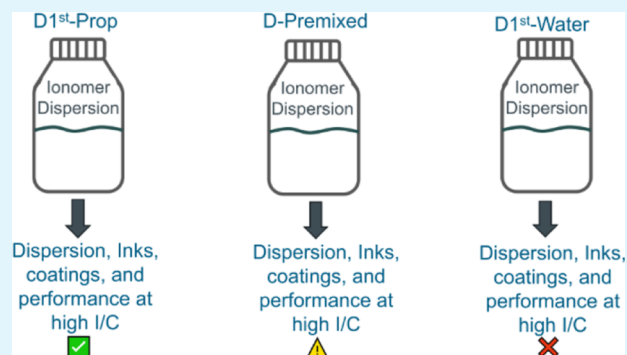 D1st-Prop
Ionomer
Dispersion
Dispersion, Inks,
coatings, and
performance at
high I/C
D-Premixed
Ionomer
Dispersion
Dispersion, Inks,
coatings, and
performance at
high I/C
D1st-Water
Ionomer
Dispersion
Dispersion, Inks,
coatings, and
performance at
high I/C